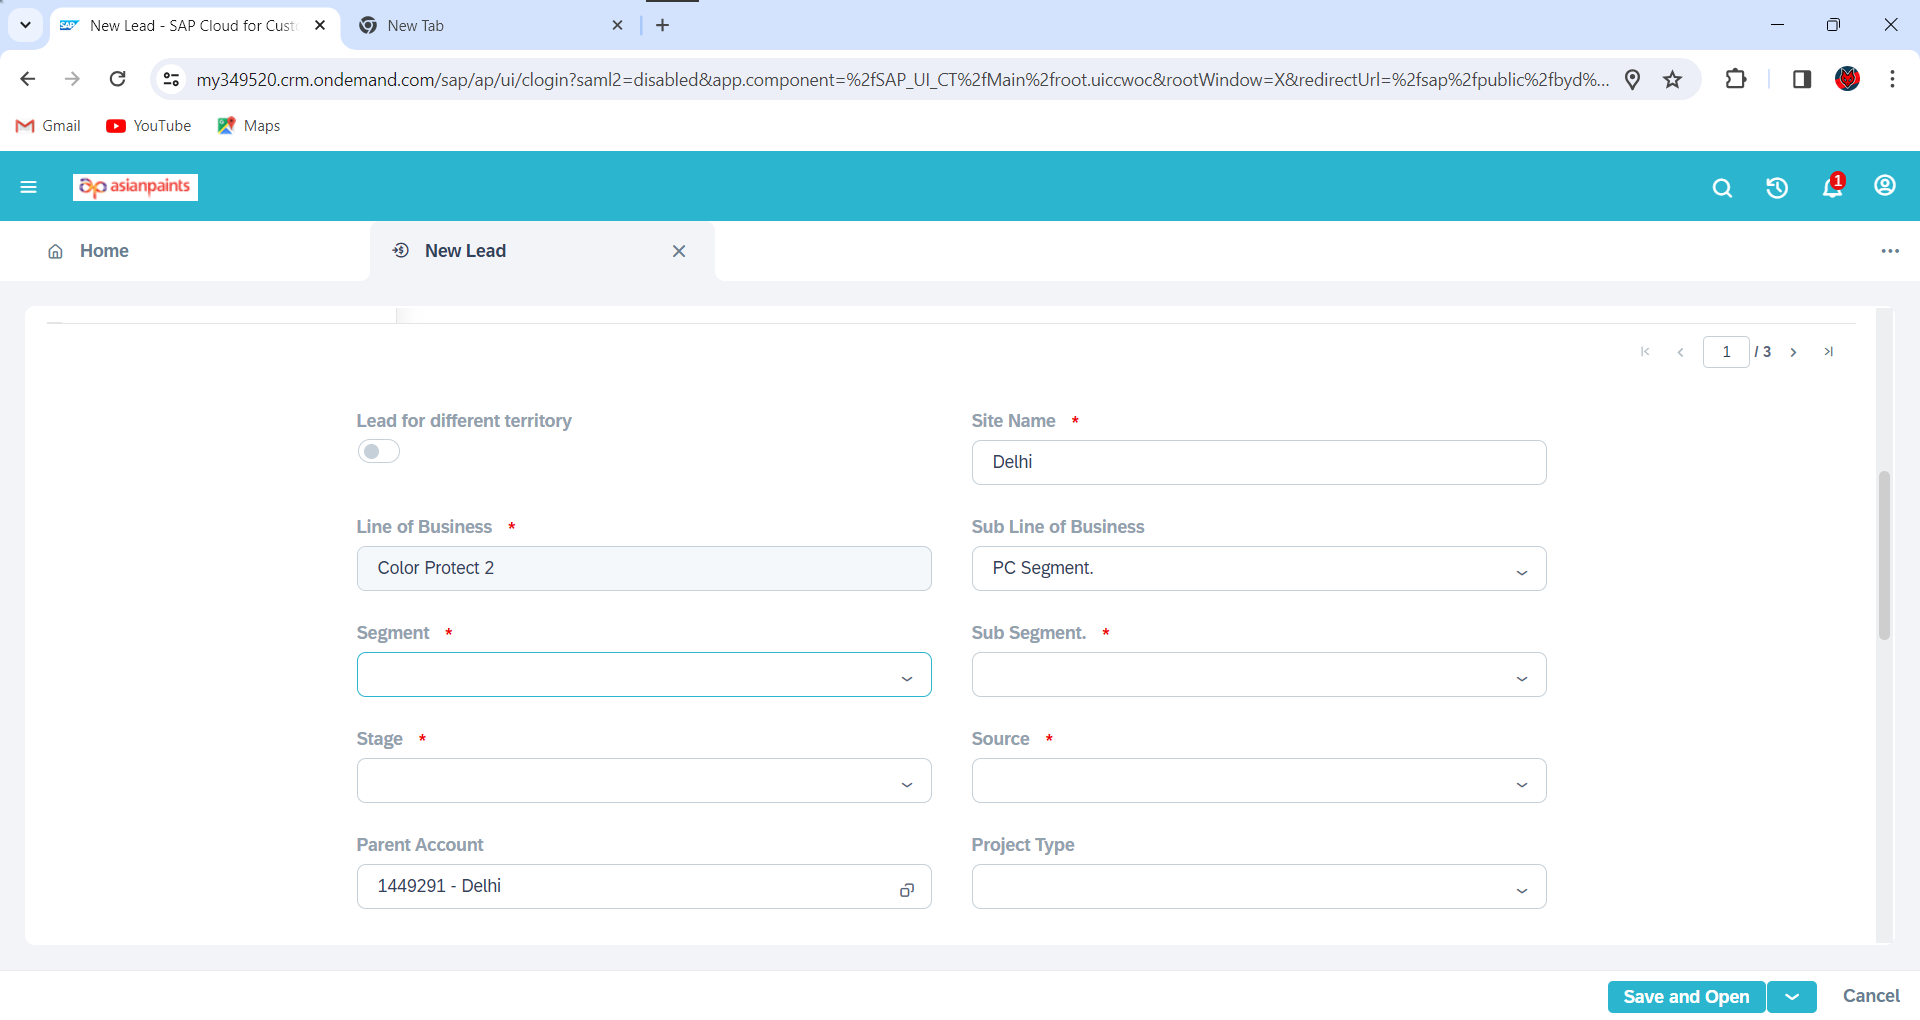 SAP New Lead - SAP Cloud for Cust
New Tab
my349520.crm.ondemand.com/sap/ap/ui/clogin?saml2=disabled&app.component=%2fSAP_UI_CT%2fMain%2froot.uiccwoc&rootWindow=X&redirectUrl=%2fsap%2fpublic%2fbyd%...
Gmail YouTube Maps
asianpaints
1
Home New Lead
1 / 3
Lead for different territory
Site Name *
Delhi
Line of Business *
Sub Line of Business
Color Protect 2
PC Segment.
Segment *
Sub Segment. *
Stage *
Source *
Parent Account
Project Type
1449291 - Delhi
Save and Open Cancel